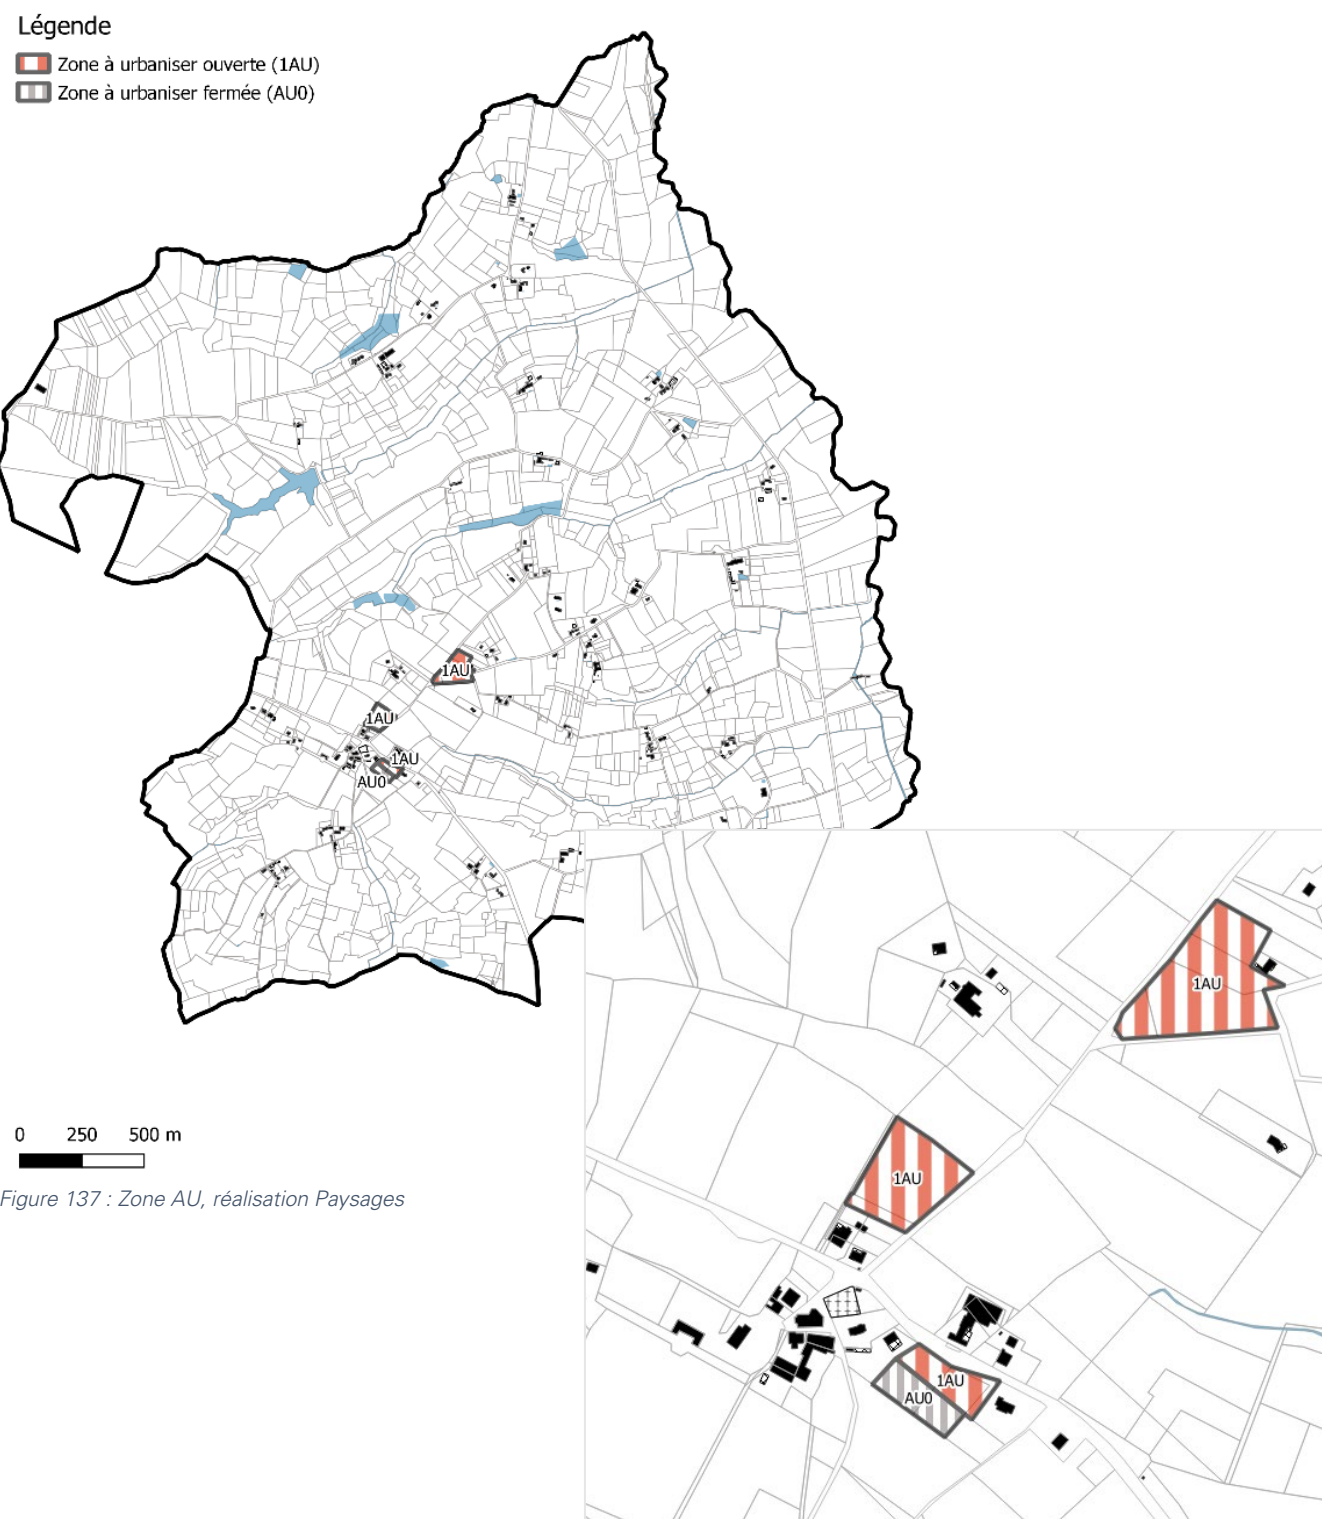 Légende
Zone à urbaniser ouverte (1AU)
Zone à urbaniser fermée (AU0)
1AU
1AU
1AU
AU0
1AU
1AU
1AU
AU0
0 250 500 m
Figure 137 : Zone AU, réalisation Paysages